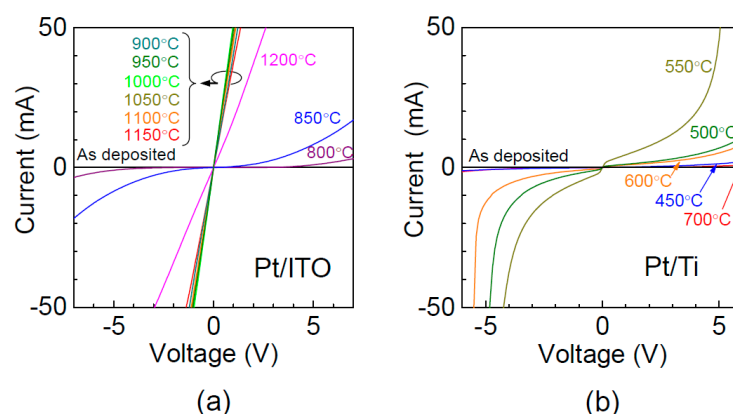 (a)
50
900°C
950°C
1000°C
1050°C
1100°C
1150°C
1200°C
850°C
As deposited
800°C
Current (mA)
0
Pt/ITO
-50
-5
0
5
Voltage (V)
(a)
(b)
50
550°C
500°C
As deposited
600°C
450°C
700°C
Current (mA)
0
Pt/Ti
-50
-5
0
5
Voltage (V)
(b)